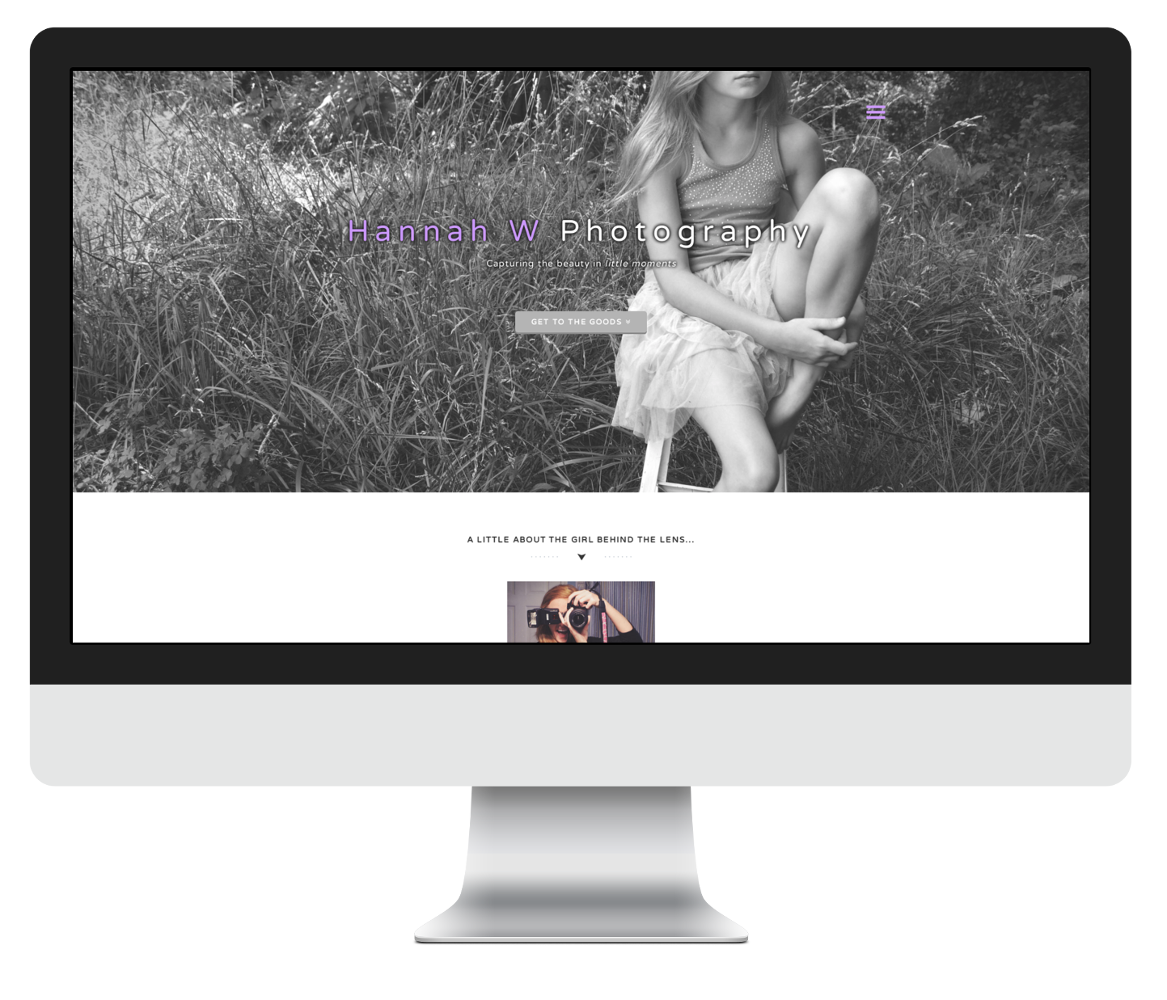 Hannah W Photography
Capturing the beauty in little moments
GET TO THE GOODS
A LITTLE ABOUT THE GIRL BEHIND THE LENS...